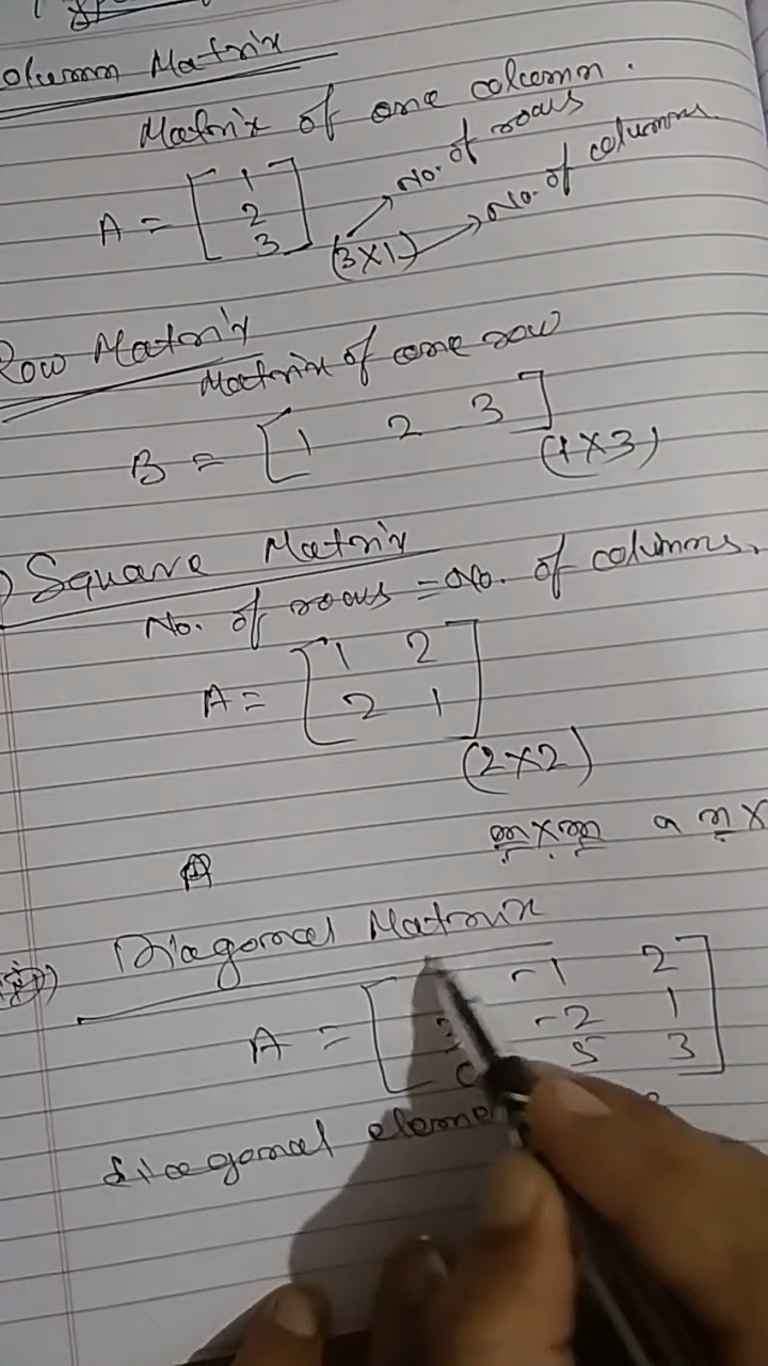 olumn Matrix
Matrix of one column.
A = [1
2
3] (3×1) → No. of rows → No. of columns.
Row Matrix
Matrix of one row
B = [1 2 3] (1×3)
Square Matrix
No. of rows = No. of columns.
A = [1 2
2 1]
(2×2)
m×m n×
A
Diagonal Matrix
A = [ -1 2
-2 1
5 3]
diagonal eleme